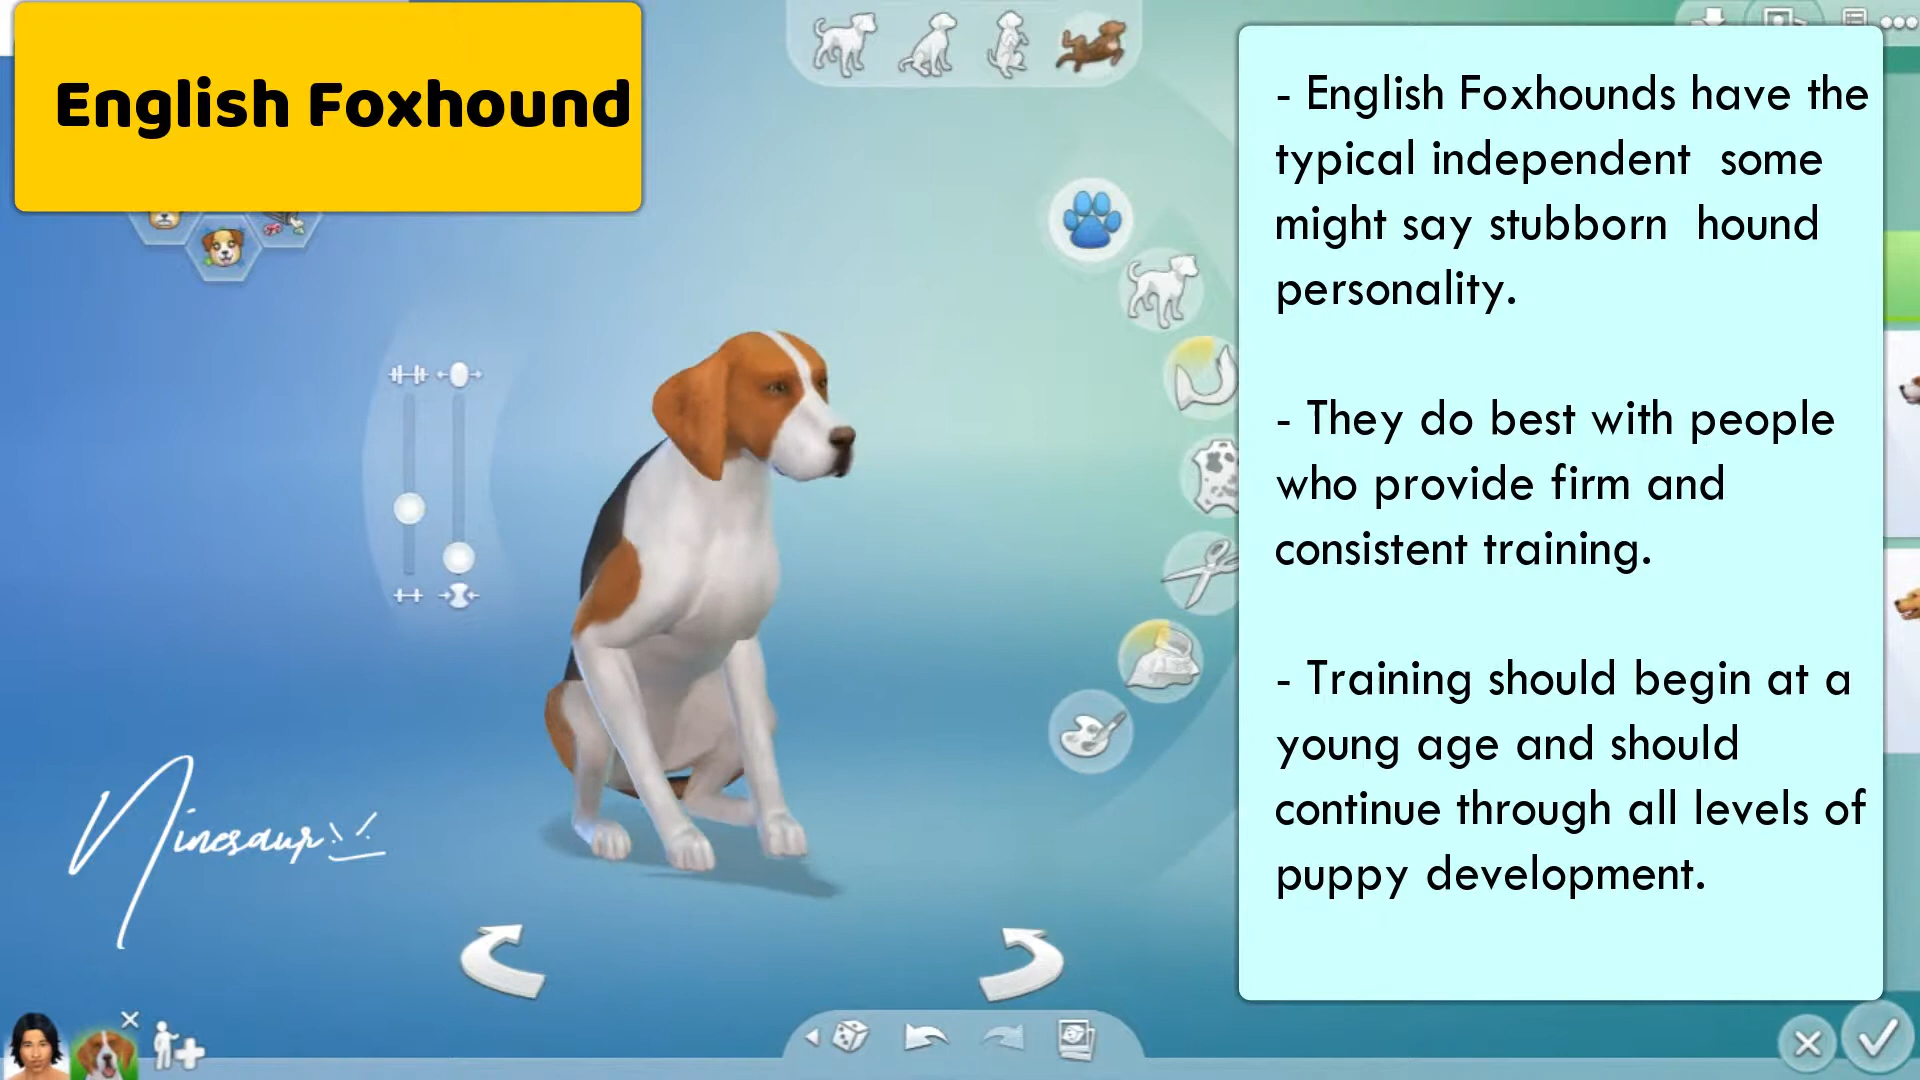 English Foxhound
- English Foxhounds have the
typical independent  some
might say stubborn  hound
personality.
- They do best with people
who provide firm and
consistent training.
- Training should begin at a
young age and should
continue through all levels of
puppy development.
Ninesaur